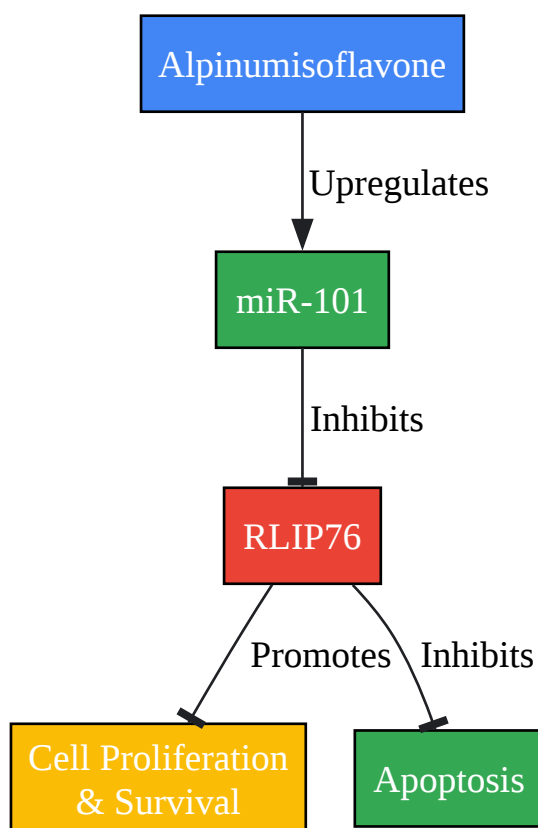 Alpinumisoflavone
Upregulates
miR-101
Inhibits
RLIP76
Promotes
Inhibits
Cell Proliferation
& Survival
Apoptosis